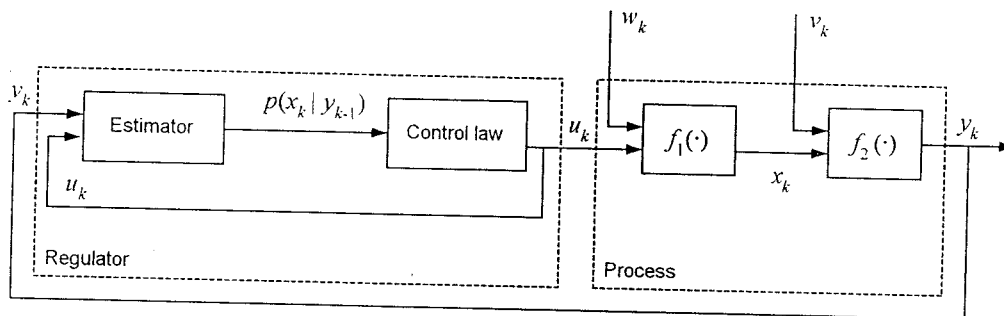 w_k
v_k
y_k
Estimator
p(x_k | y_{k-1})
Control law
u_k
f_1(·)
x_k
f_2(·)
y_k
u_k
Regulator
Process